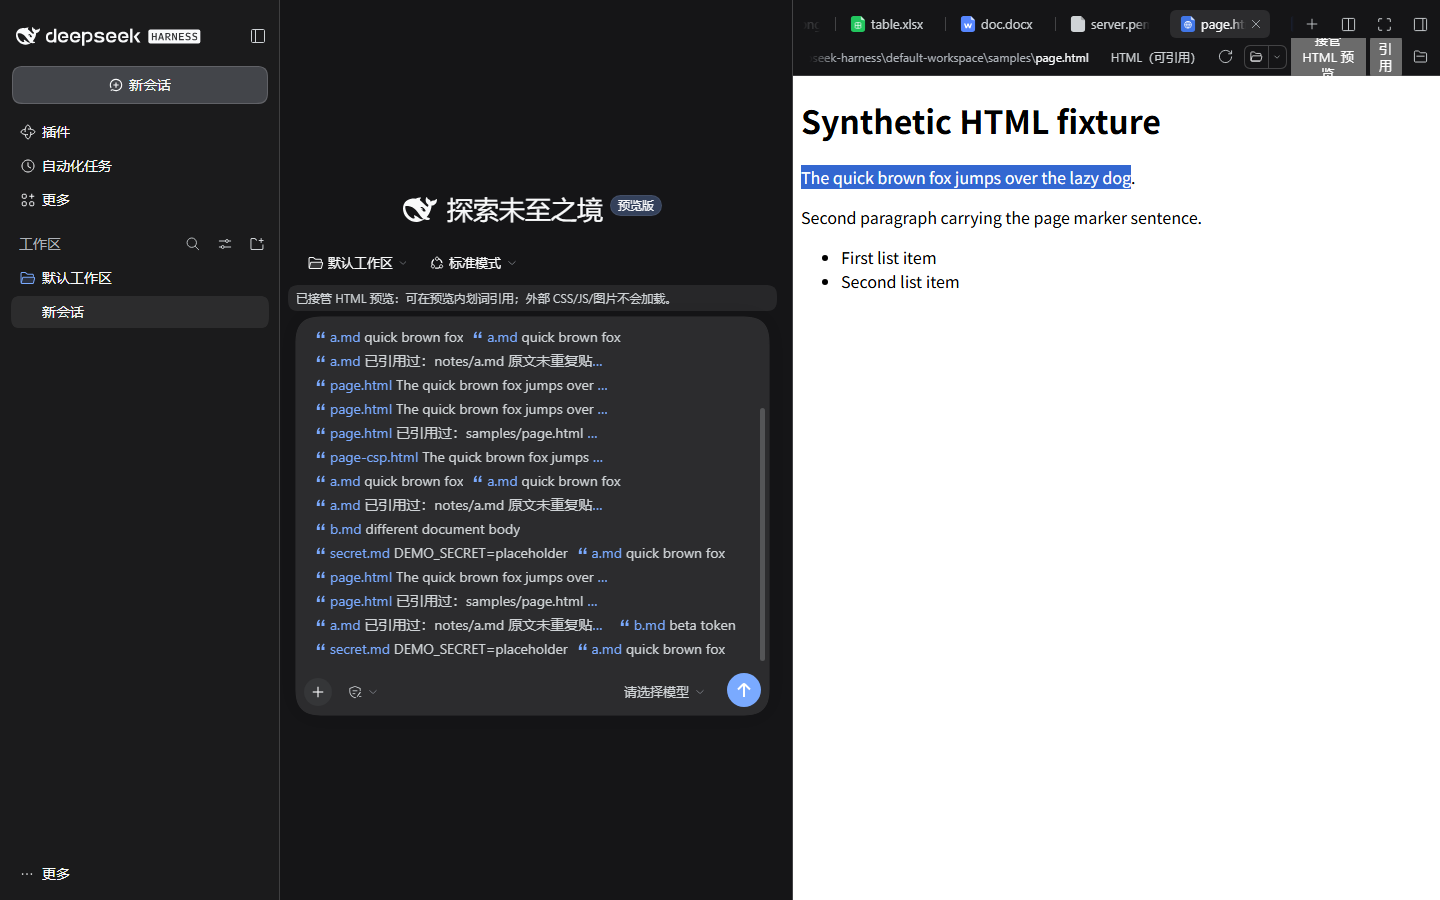 deepseek HARNESS
新会话
插件
自动化任务
更多
工作区
默认工作区
新会话
更多
探索未至之境 预览版
默认工作区 标准模式
已接管 HTML 预览：可在预览内划词引用；外部 CSS/JS/图片不会加载。
“ a.md quick brown fox “ a.md quick brown fox
“ a.md 已引用过：notes/a.md 原文未重复贴...
“ page.html The quick brown fox jumps over ...
“ page.html The quick brown fox jumps over ...
“ page.html 已引用过：samples/page.html ...
“ page-csp.html The quick brown fox jumps ...
“ a.md quick brown fox “ a.md quick brown fox
“ a.md 已引用过：notes/a.md 原文未重复贴...
“ b.md different document body
“ secret.md DEMO_SECRET=placeholder “ a.md quick brown fox
“ page.html The quick brown fox jumps over ...
“ page.html 已引用过：samples/page.html ...
“ a.md 已引用过：notes/a.md 原文未重复贴... “ b.md beta token
“ secret.md DEMO_SECRET=placeholder “ a.md quick brown fox
请选择模型
table.xlsx doc.docx server.pem page.ht
seek-harness\default-workspace\samples\page.html HTML（可引用）
接管
HTML 预
览
引
用
Synthetic HTML fixture
The quick brown fox jumps over the lazy dog.
Second paragraph carrying the page marker sentence.
• First list item
• Second list item